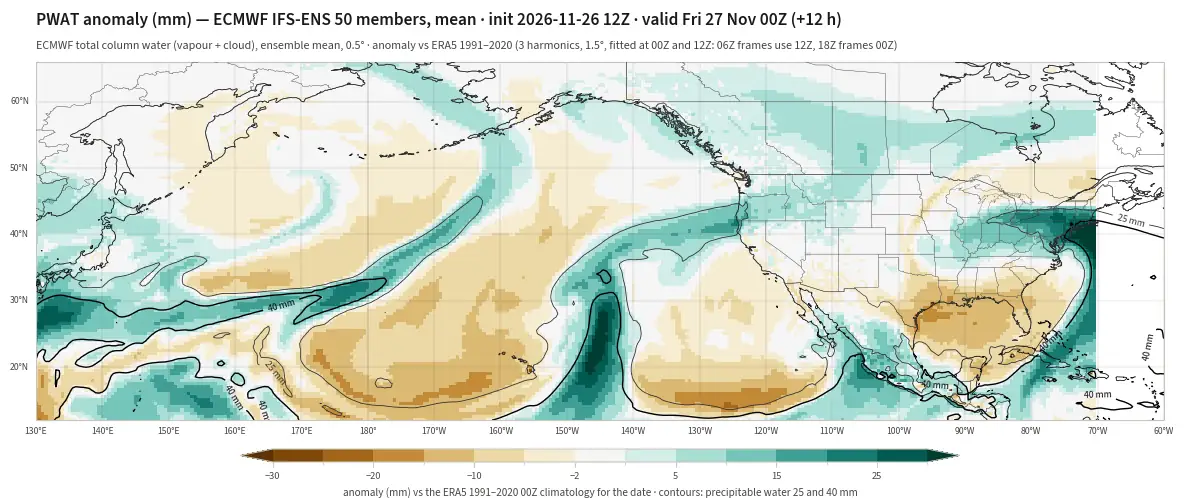 PWAT anomaly (mm) — ECMWF IFS-ENS 50 members, mean · init 2026-11-26 12Z · valid Fri 27 Nov 00Z (+12 h)
ECMWF total column water (vapour + cloud), ensemble mean, 0.5° · anomaly vs ERA5 1991–2020 (3 harmonics, 1.5°, fitted at 00Z and 12Z: 06Z frames use 12Z, 18Z frames 00Z)
60°N
50°N
40°N
30°N
20°N
25 mm
40 mm
40 mm
40 mm
25 mm
40 mm
40 m
40 mm
40 mm
130°E 140°E 150°E 160°E 170°E 180° 170°W 160°W 150°W 140°W 130°W 120°W 110°W 100°W 90°W 80°W 70°W 60°W
−30 −20 −10 −2 5 15 25
anomaly (mm) vs the ERA5 1991–2020 00Z climatology for the date · contours: precipitable water 25 and 40 mm